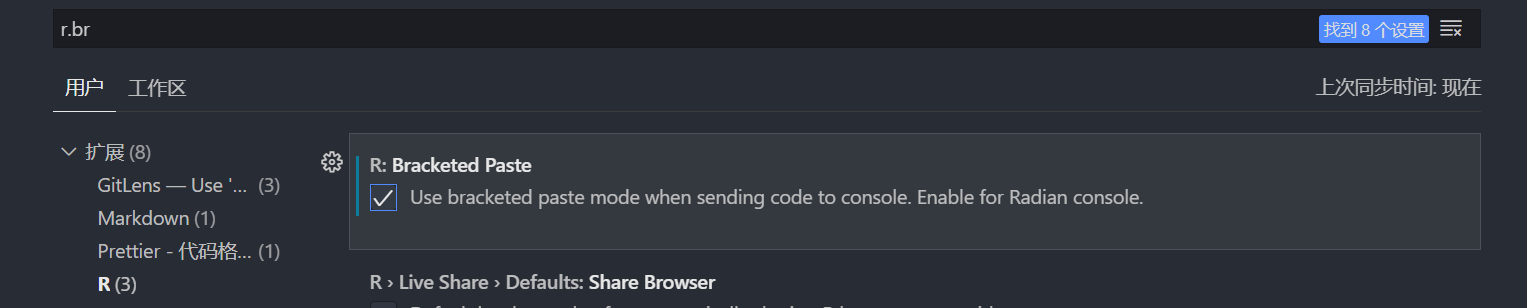 r.br
找到 8 个设置
用户
工作区
上次同步时间: 现在
扩展 (8)
GitLens — Use '... (3)
Markdown (1)
Prettier - 代码格... (1)
R (3)
R: Bracketed Paste
Use bracketed paste mode when sending code to console. Enable for Radian console.
R › Live Share › Defaults: Share Browser